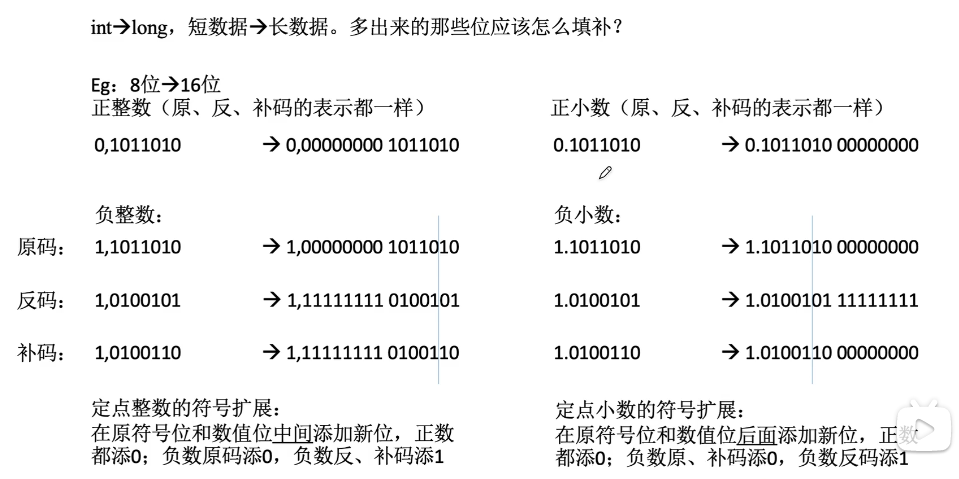 int→long，短数据→长数据。多出来的那些位应该怎么填补？
Eg：8位→16位
正整数（原、反、补码的表示都一样）
0,1011010 → 0,00000000 1011010
正小数（原、反、补码的表示都一样）
0.1011010 → 0.1011010 00000000
负整数：
原码： 1,1011010 → 1,00000000 1011010
反码： 1,0100101 → 1,11111111 0100101
补码： 1,0100110 → 1,11111111 0100110
负小数：
1.1011010 → 1.1011010 00000000
1.0100101 → 1.0100101 11111111
1.0100110 → 1.0100110 00000000
定点整数的符号扩展：
在原符号位和数值位中间添加新位，正数
都添0；负数原码添0，负数反、补码添1
定点小数的符号扩展：
在原符号位和数值位后面添加新位，正数
都添0；负数原、补码添0，负数反码添1